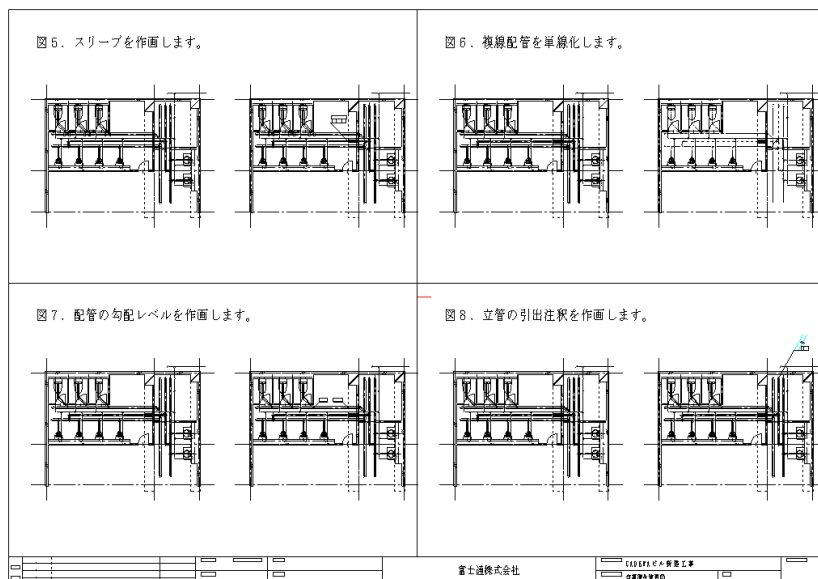 図5. スリーブを作画します。
図6. 複線配管を単線化します。
図7. 配管の勾配レベルを作画します。
図8. 立管の引出注釈を作画します。
富士通株式会社
CADEWAビル新築工事